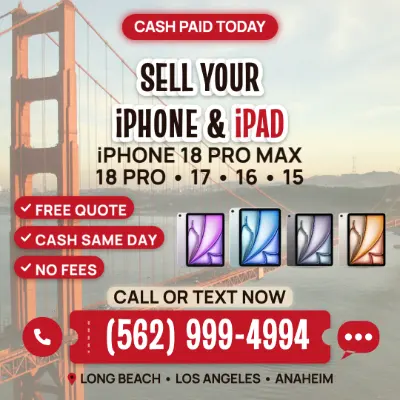 CASH PAID TODAY
SELL YOUR
iPHONE & iPAD
iPHONE 18 PRO MAX
18 PRO • 17 • 16 • 15
FREE QUOTE
CASH SAME DAY
NO FEES
CALL OR TEXT NOW
(562) 999-4994
LONG BEACH • LOS ANGELES • ANAHEIM